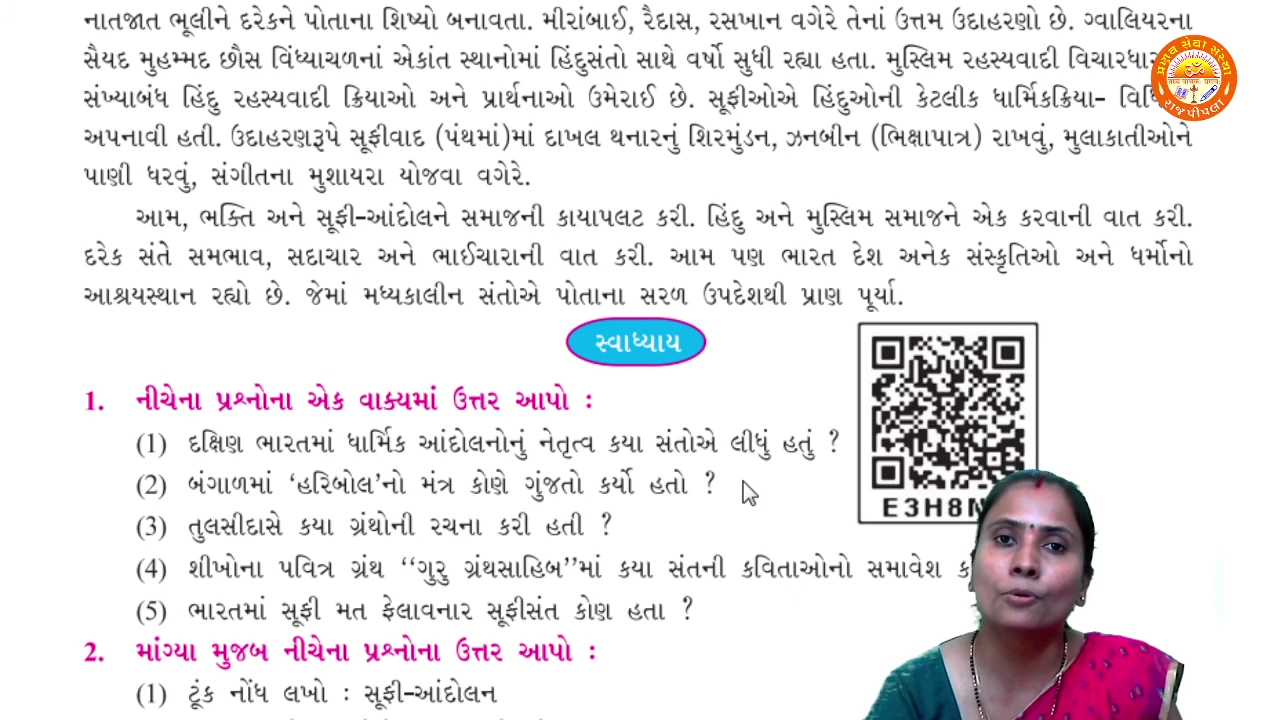 નાતજાત ભૂલીને દરેકને પોતાના શિષ્યો બનાવતા. મીરાંબાઈ, રૈદાસ, રસખાન વગેરે તેનાં ઉત્તમ ઉદાહરણો છે. ગ્વાલિયરના
સૈયદ મુહમ્મદ છૌસ વિંધ્યાચળનાં એકાંત સ્થાનોમાં હિંદુસંતો સાથે વર્ષો સુધી રહ્યા હતા. મુસ્લિમ રહસ્યવાદી
સંખ્યાબંધ હિંદુ રહસ્યવાદી ક્રિયાઓ અને પ્રાર્થનાઓ ઉમેરાઈ છે. સૂફીઓએ હિંદુઓની કેટલીક ધાર્મિકક્રિયા-
અપનાવી હતી. ઉદાહરણરૂપે સૂફીવાદ (પંથમાં)માં દાખલ થનારનું શિરમુંડન, ઝનબીન (ભિક્ષાપાત્ર) રાખવું, મુલાકાતીઓને
પાણી ધરવું, સંગીતના મુશાયરા યોજવા વગેરે.
આમ, ભક્તિ અને સૂફી-આંદોલને સમાજની કાયાપલટ કરી. હિંદુ અને મુસ્લિમ સમાજને એક કરવાની વાત કરી.
દરેક સંતે સમભાવ, સદાચાર અને ભાઈચારાની વાત કરી. આમ પણ ભારત દેશ અનેક સંસ્કૃતિઓ અને ધર્મોનો
આશ્રયસ્થાન રહ્યો છે. જેમાં મધ્યકાલીન સંતોએ પોતાના સરળ ઉપદેશથી પ્રાણ પૂર્યા.
સ્વાધ્યાય
1. નીચેના પ્રશ્નોના એક વાક્યમાં ઉત્તર આપો :
(1) દક્ષિણ ભારતમાં ધાર્મિક આંદોલનોનું નેતૃત્વ કયા સંતોએ લીધું હતું ?
(2) બંગાળમાં ‘હરિબોલ’નો મંત્ર કોણે ગુંજતો કર્યો હતો ?
E3H8N
(3) તુલસીદાસે કયા ગ્રંથોની રચના કરી હતી ?
(4) શીખોના પવિત્ર ગ્રંથ ‘‘ગુરુ ગ્રંથસાહિબ’’માં કયા સંતની કવિતાઓનો સમાવેશ
(5) ભારતમાં સૂફી મત ફેલાવનાર સૂફીસંત કોણ હતા ?
2. માંગ્યા મુજબ નીચેના પ્રશ્નોના ઉત્તર આપો :
(1) ટૂંક નોંધ લખો : સૂફી-આંદોલન
પ્રણવ સેવા સંસ્થા
રાજપીપલા